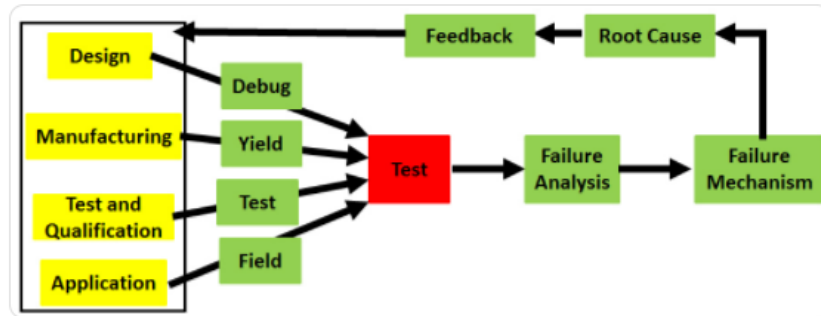 Feedback
Root Cause
Design
Debug
Manufacturing
Yield
Test
Failure
Analysis
Failure
Mechanism
Test and
Qualification
Test
Application
Field